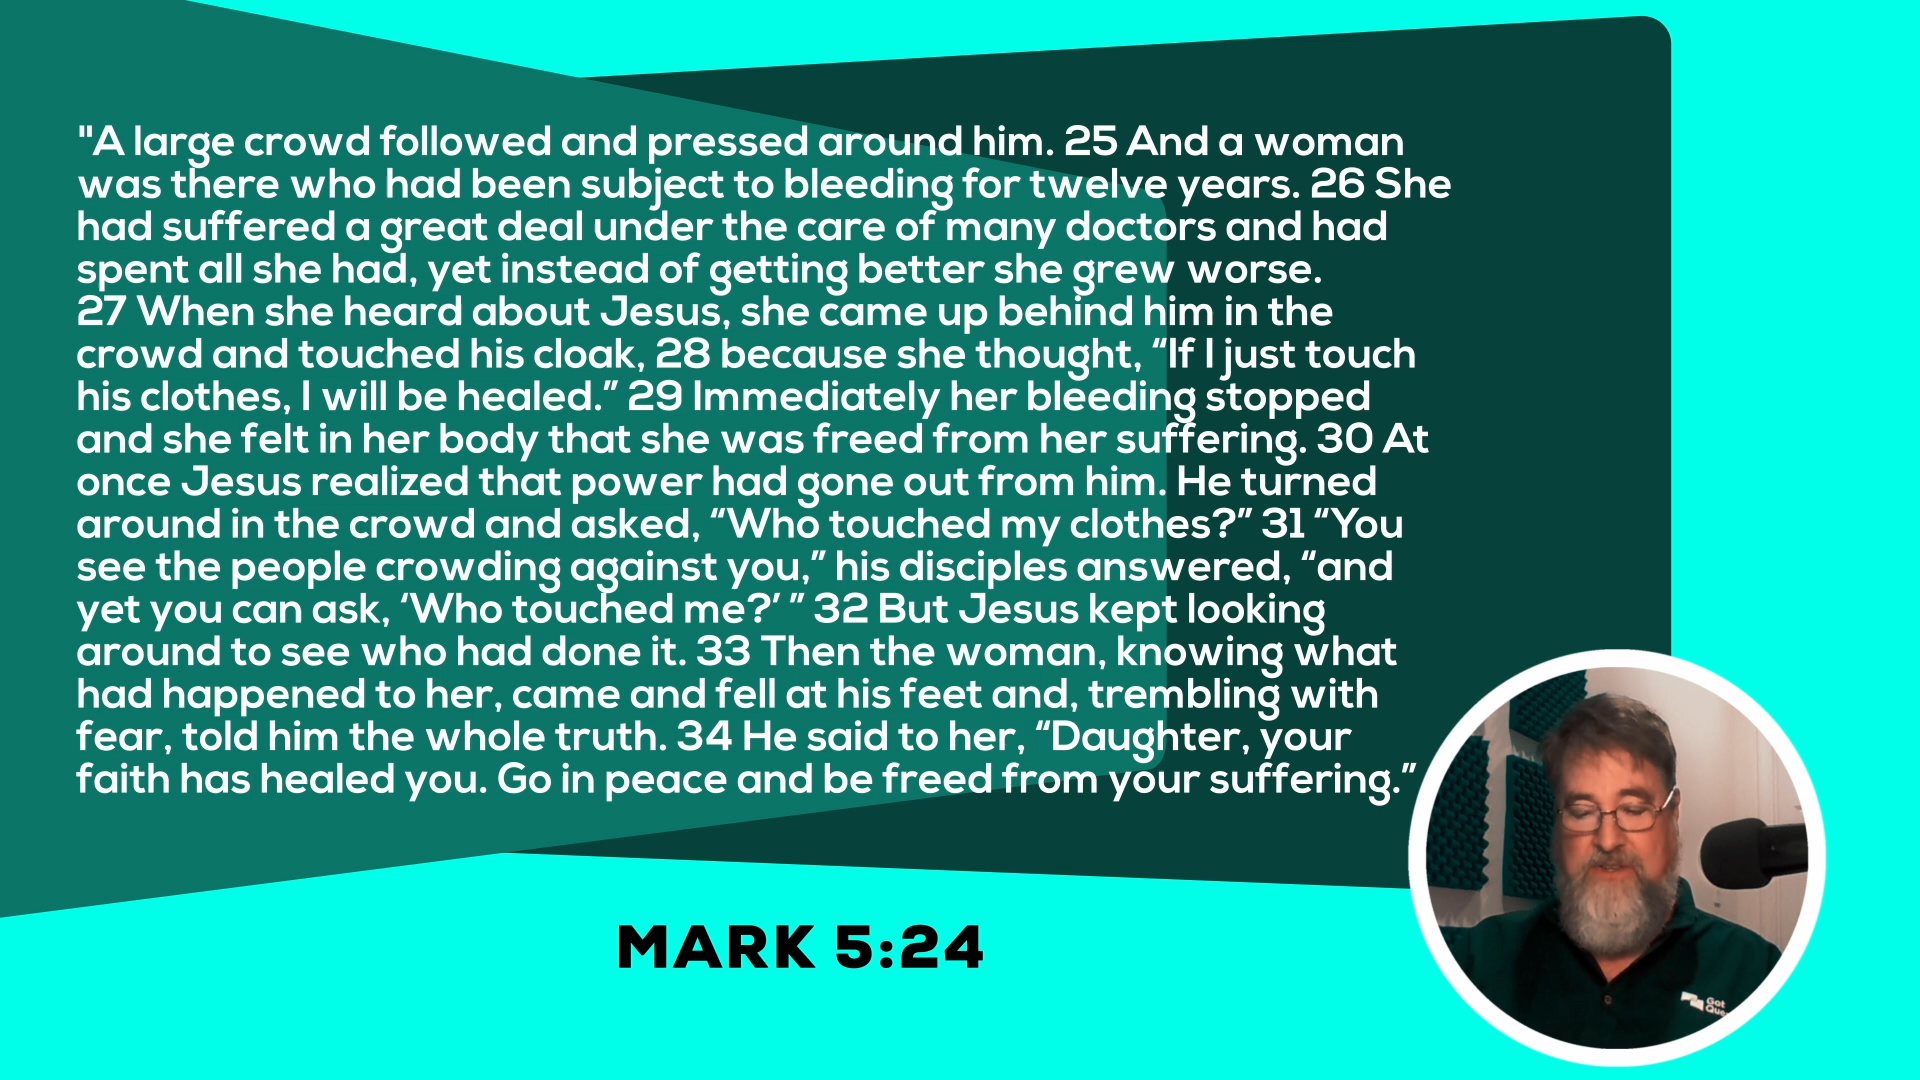 "A large crowd followed and pressed around him. 25 And a woman
was there who had been subject to bleeding for twelve years. 26 She
had suffered a great deal under the care of many doctors and had
spent all she had, yet instead of getting better she grew worse.
27 When she heard about Jesus, she came up behind him in the
crowd and touched his cloak, 28 because she thought, “If I just touch
his clothes, I will be healed.” 29 Immediately her bleeding stopped
and she felt in her body that she was freed from her suffering. 30 At
once Jesus realized that power had gone out from him. He turned
around in the crowd and asked, “Who touched my clothes?” 31 “You
see the people crowding against you,” his disciples answered, “and
yet you can ask, ‘Who touched me?’ ” 32 But Jesus kept looking
around to see who had done it. 33 Then the woman, knowing what
had happened to her, came and fell at his feet and, trembling with
fear, told him the whole truth. 34 He said to her, “Daughter, your
faith has healed you. Go in peace and be freed from your suffering.”
MARK 5:24
Got